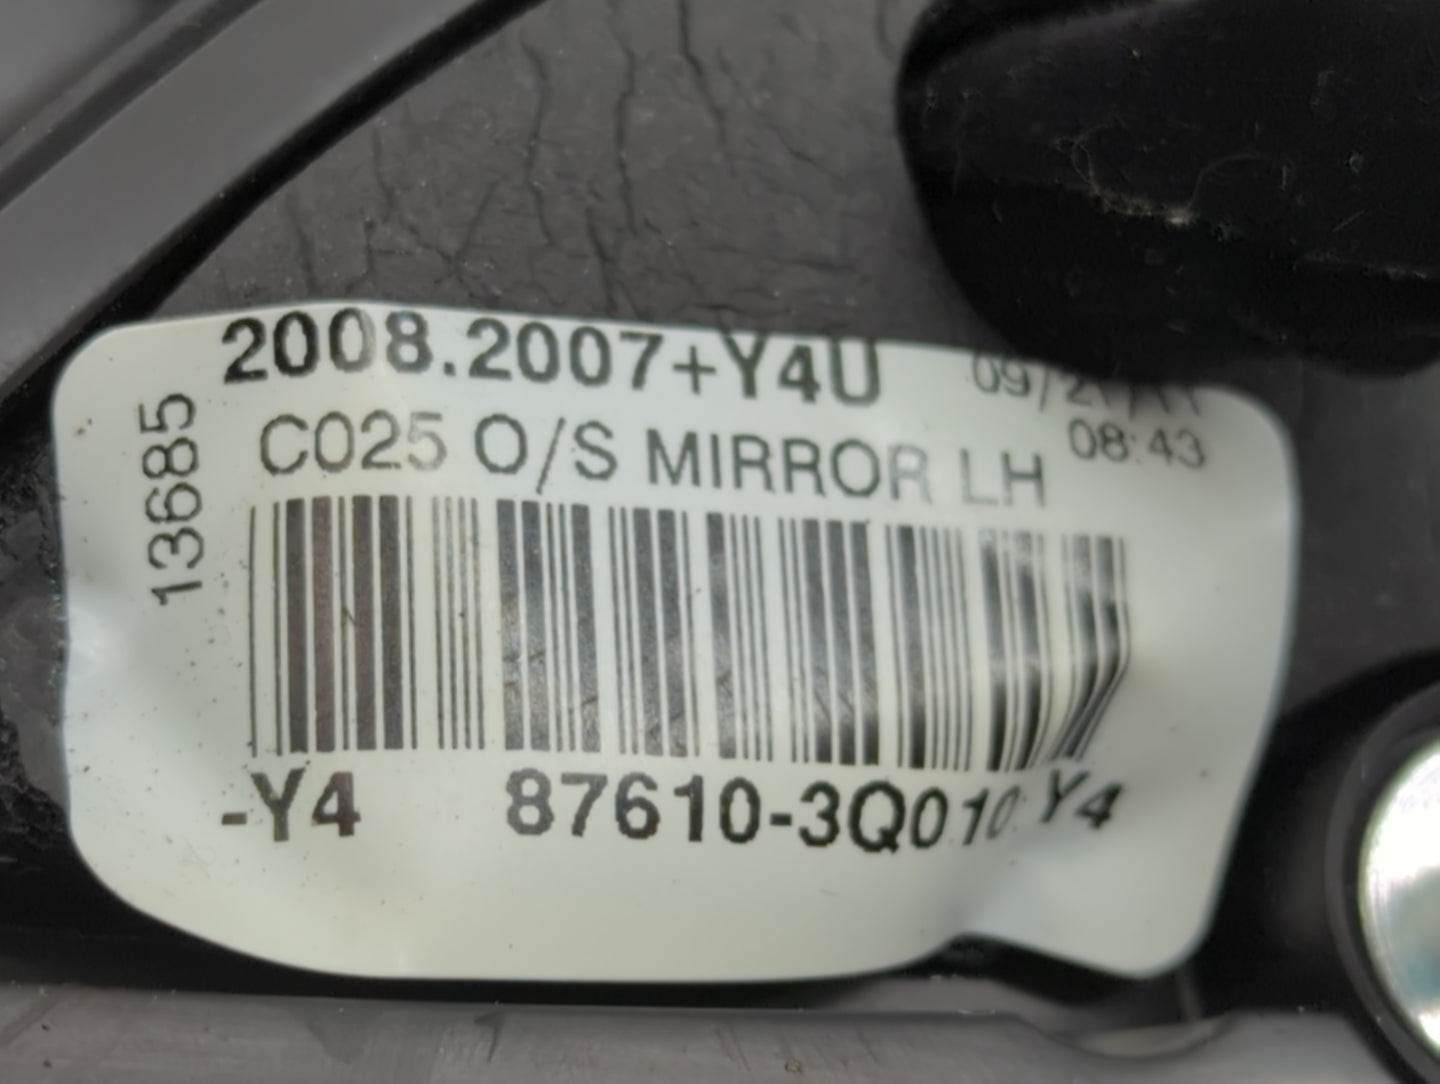 2008.2007+Y4U
08:43
C025 O/S MIRROR LH
13685
-Y4 87610-3Q010 Y4